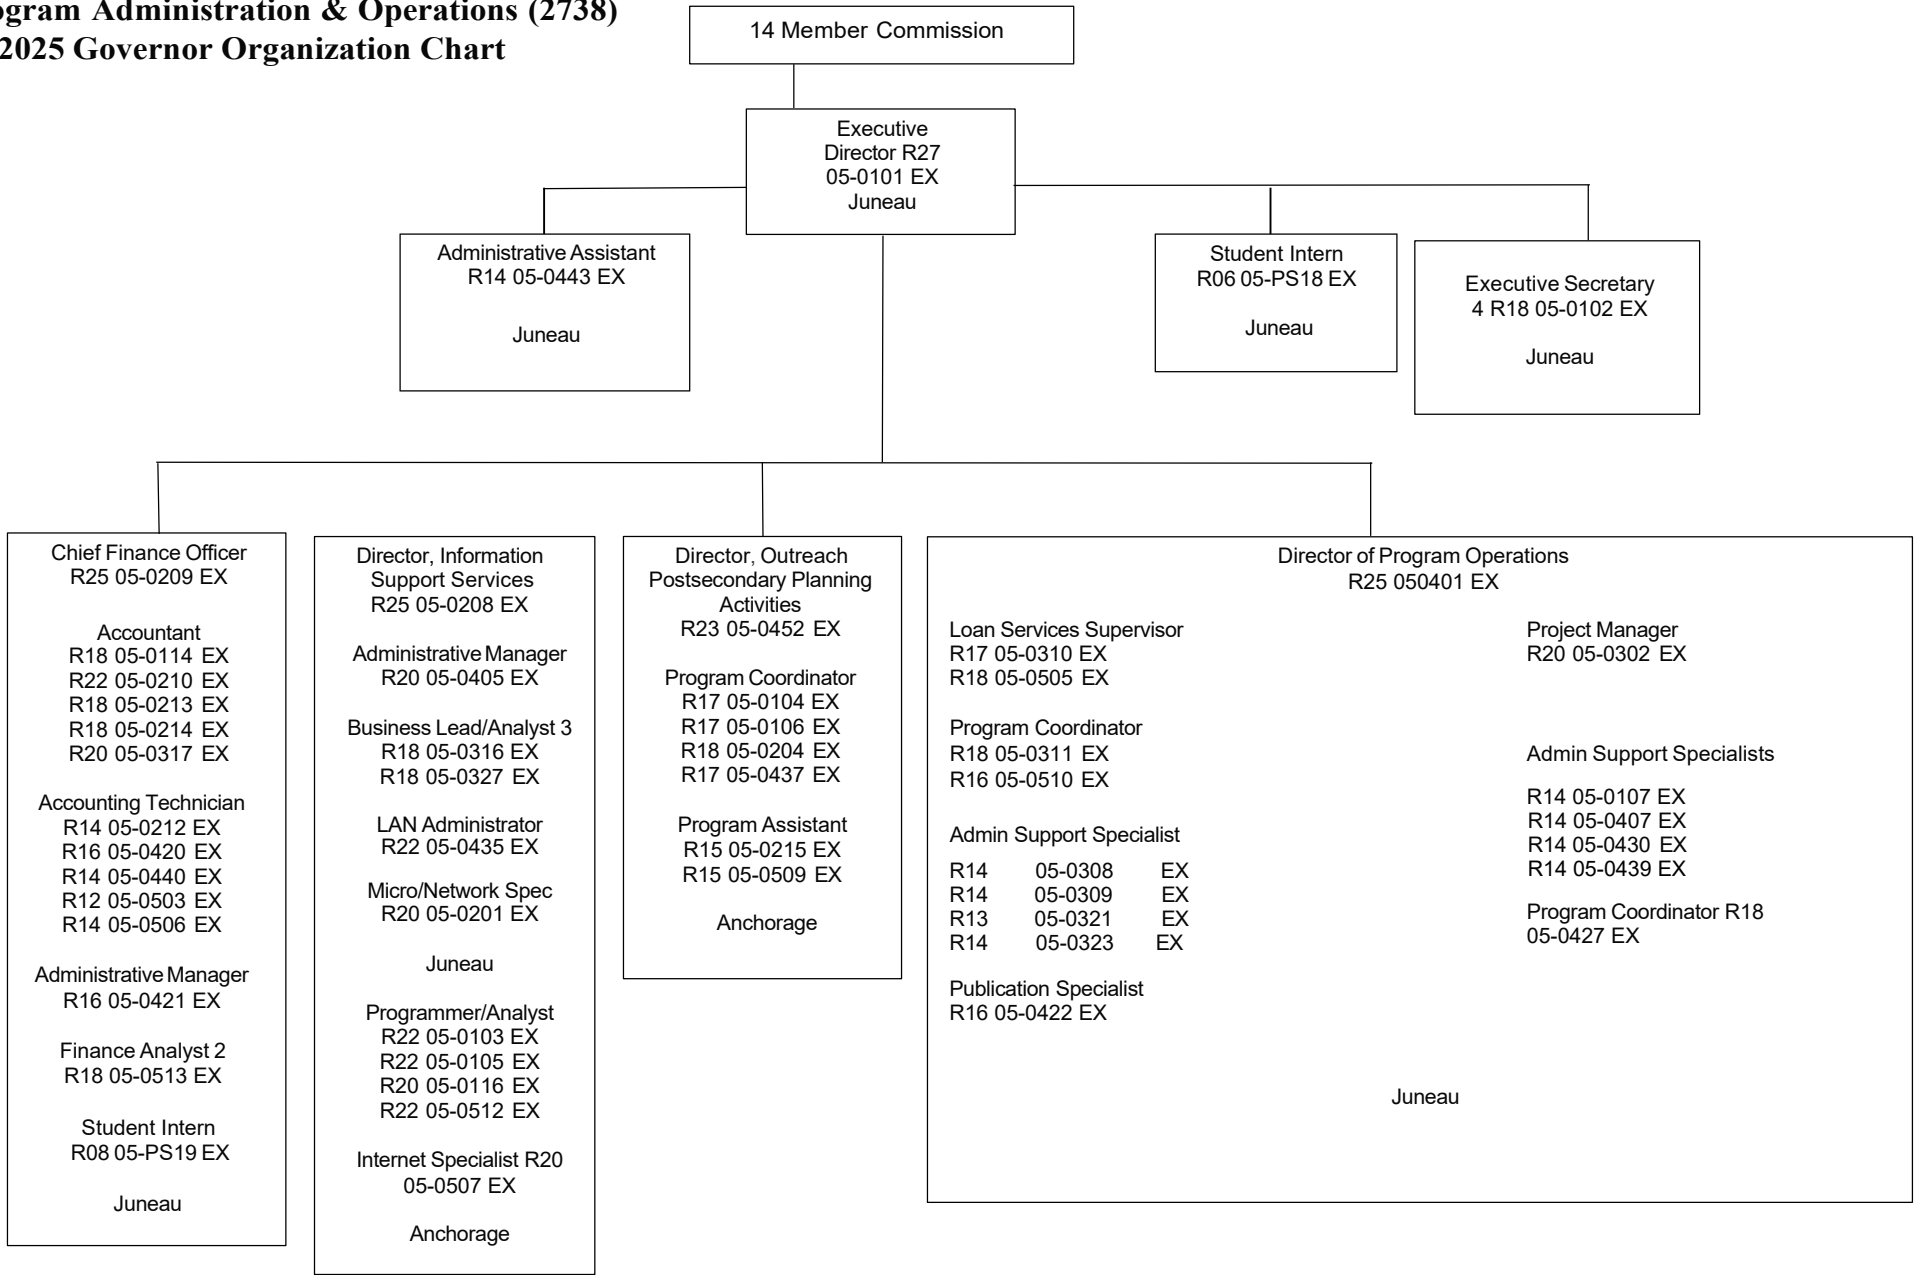 ogram Administration & Operations (2738)
2025 Governor Organization Chart
14 Member Commission
Executive
Director R27
05-0101 EX
Juneau
Administrative Assistant
R14 05-0443 EX
Juneau
Student Intern
R06 05-PS18 EX
Juneau
Executive Secretary
4 R18 05-0102 EX
Juneau
Chief Finance Officer
R25 05-0209 EX
Accountant
R18 05-0114 EX
R22 05-0210 EX
R18 05-0213 EX
R18 05-0214 EX
R20 05-0317 EX
Accounting Technician
R14 05-0212 EX
R16 05-0420 EX
R14 05-0440 EX
R12 05-0503 EX
R14 05-0506 EX
Administrative Manager
R16 05-0421 EX
Finance Analyst 2
R18 05-0513 EX
Student Intern
R08 05-PS19 EX
Juneau
Director, Information
Support Services
R25 05-0208 EX
Administrative Manager
R20 05-0405 EX
Business Lead/Analyst 3
R18 05-0316 EX
R18 05-0327 EX
LAN Administrator
R22 05-0435 EX
Micro/Network Spec
R20 05-0201 EX
Juneau
Programmer/Analyst
R22 05-0103 EX
R22 05-0105 EX
R20 05-0116 EX
R22 05-0512 EX
Internet Specialist R20
05-0507 EX
Anchorage
Director, Outreach
Postsecondary Planning
Activities
R23 05-0452 EX
Program Coordinator
R17 05-0104 EX
R17 05-0106 EX
R18 05-0204 EX
R17 05-0437 EX
Program Assistant
R15 05-0215 EX
R15 05-0509 EX
Anchorage
Director of Program Operations
R25 050401 EX
Loan Services Supervisor
R17 05-0310 EX
R18 05-0505 EX
Program Coordinator
R18 05-0311 EX
R16 05-0510 EX
Admin Support Specialist
R14 05-0308 EX
R14 05-0309 EX
R13 05-0321 EX
R14 05-0323 EX
Publication Specialist
R16 05-0422 EX
Project Manager
R20 05-0302 EX
Admin Support Specialists
R14 05-0107 EX
R14 05-0407 EX
R14 05-0430 EX
R14 05-0439 EX
Program Coordinator R18
05-0427 EX
Juneau